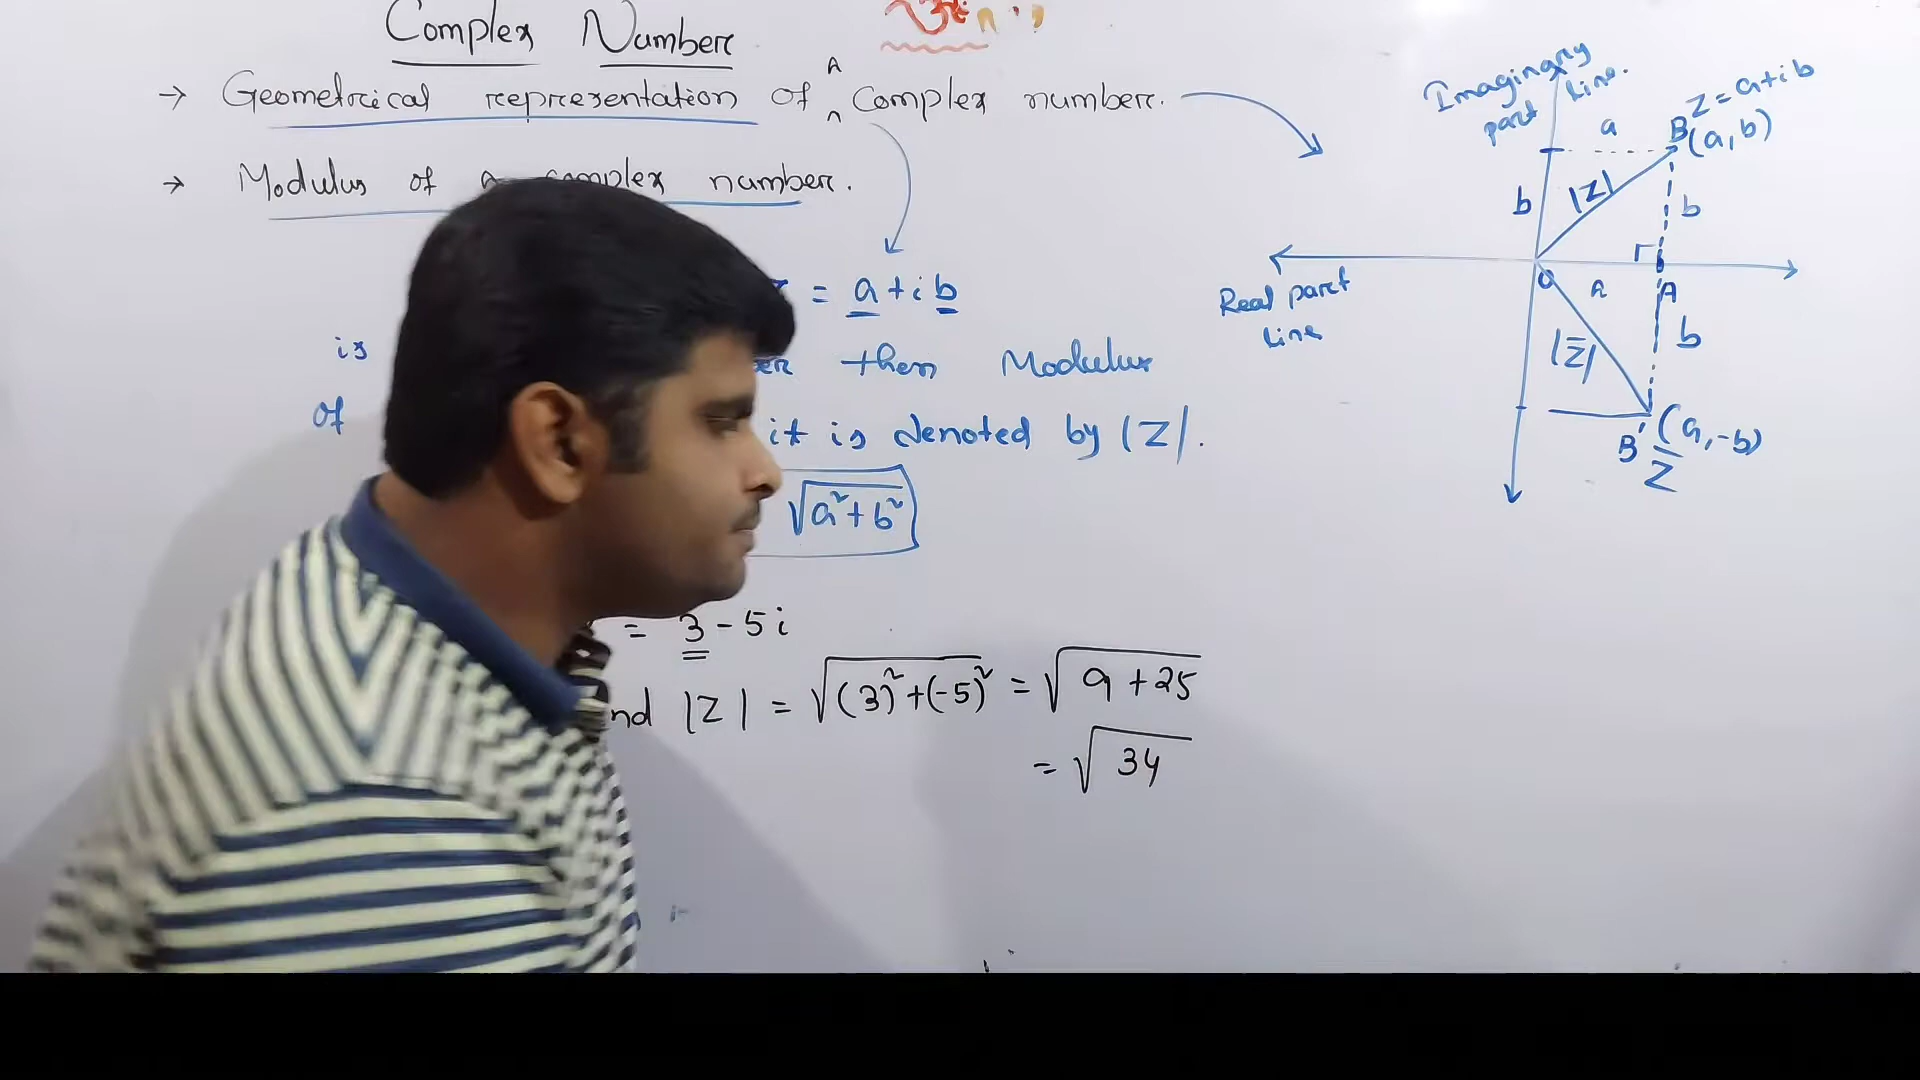 Complex Number
→ Geometrical representation of A Complex number.
→ Modulus of a complex number.
= a + i b
is then Modulus
of it is denoted by |Z|.
√a²+b²
= 3 - 5i
nd |Z| = √(3)²+(-5)² = √9+25
= √34
Imaginary part line.
Z = a+ib
B (a, b)
a
b
|Z|
b
Real part line
O
a
A
|Z̅|
b
B' (a, -b)
Z̅